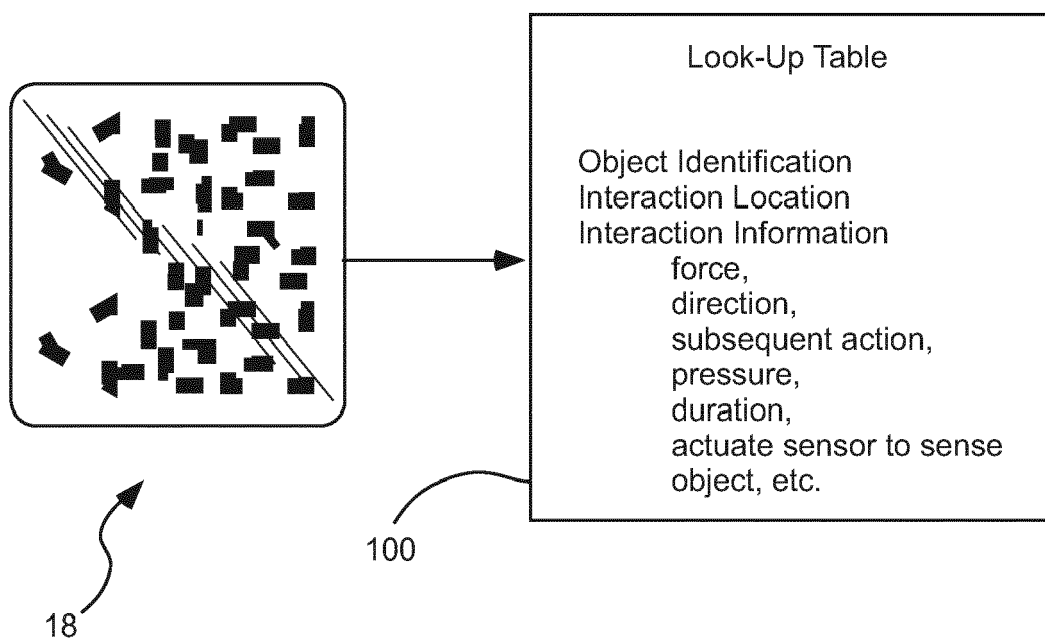 Look-Up Table
Object Identification
Interaction Location
Interaction Information
force,
direction,
subsequent action,
pressure,
duration,
actuate sensor to sense
object, etc.
100
18